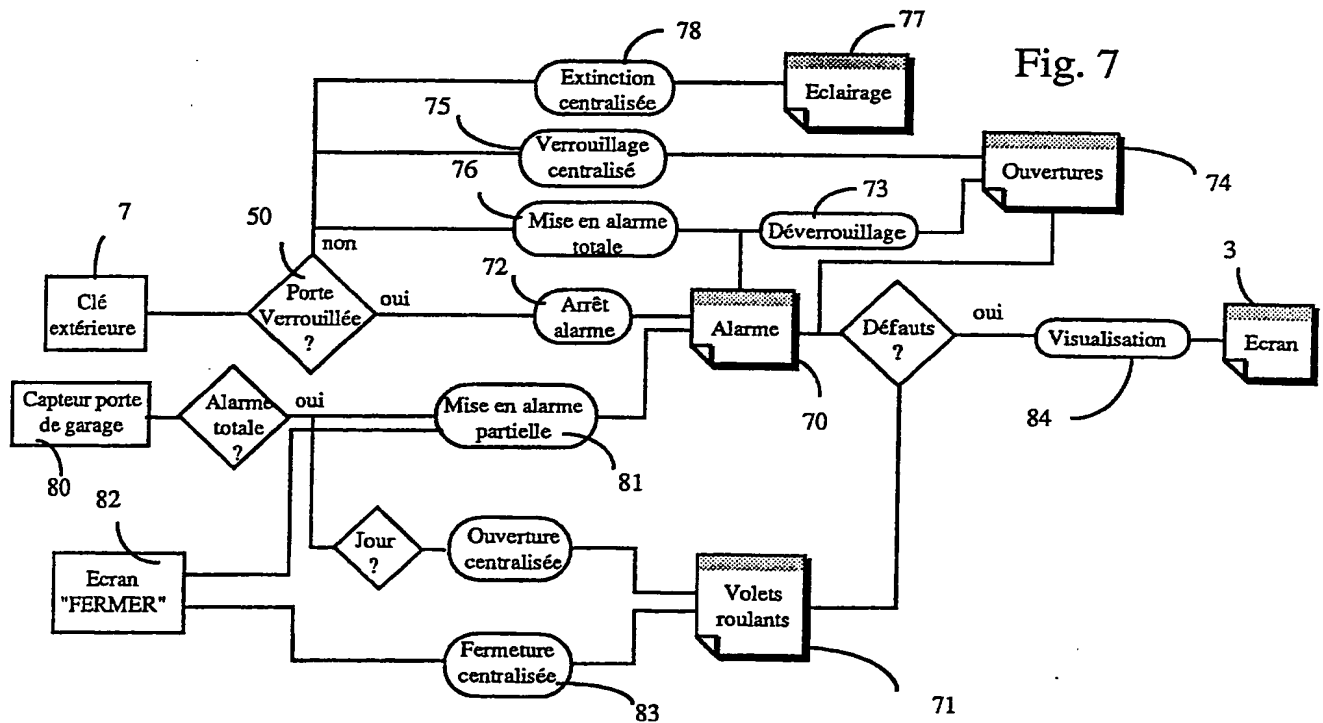 78
77
Fig. 7
Extinction
centralisée
Eclairage
75
Verrouillage
centralisé
Ouvertures
74
76
Mise en alarme
totale
73
Déverrouillage
7
50
non
Clé
extérieure
Porte
Verrouillée
?
oui
72
Arrêt
alarme
Alarme
70
Défauts
?
oui
Visualisation
84
3
Ecran
Capteur porte
de garage
80
Alarme
totale
?
oui
Mise en alarme
partielle
81
82
Ecran
"FERMER"
Jour
?
Ouverture
centralisée
Volets
roulants
71
Fermeture
centralisée
83